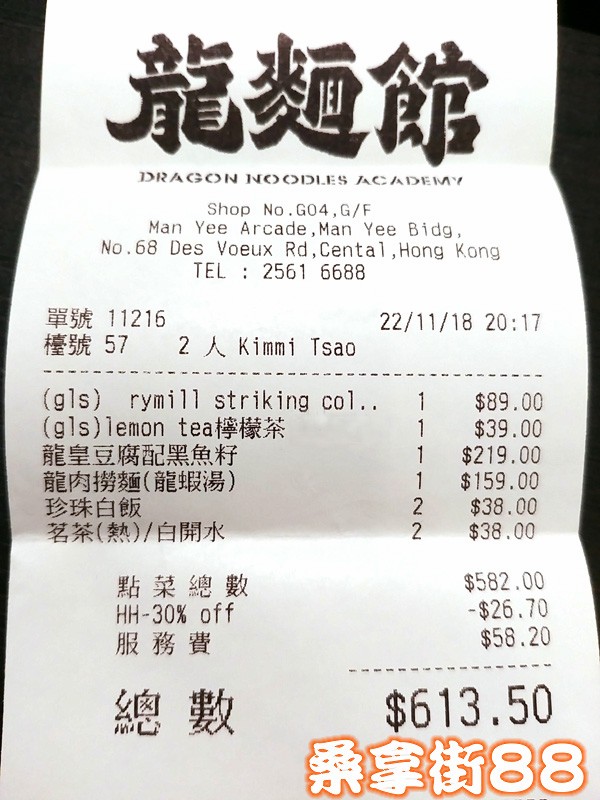 龍麵館
DRAGON NOODLES ACADEMY
Shop No.G04,G/F
Man Yee Arcade,Man Yee Bidg,
No.68 Des Voeux Rd,Cental,Hong Kong
TEL : 2561 6688
單號 11216 22/11/18 20:17
檯號 57 2 人 Kimmi Tsao
(gls) rymill striking col.. 1 $89.00
(gls)lemon tea檸檬茶 1 $39.00
龍皇豆腐配黑魚籽 1 $219.00
龍肉撈麵(龍蝦湯) 1 $159.00
珍珠白飯 2 $38.00
茗茶(熱)/白開水 2 $38.00
點菜總數 $582.00
HH-30% off -$26.70
服務費 $58.20
總數 $613.50
桑拿街88